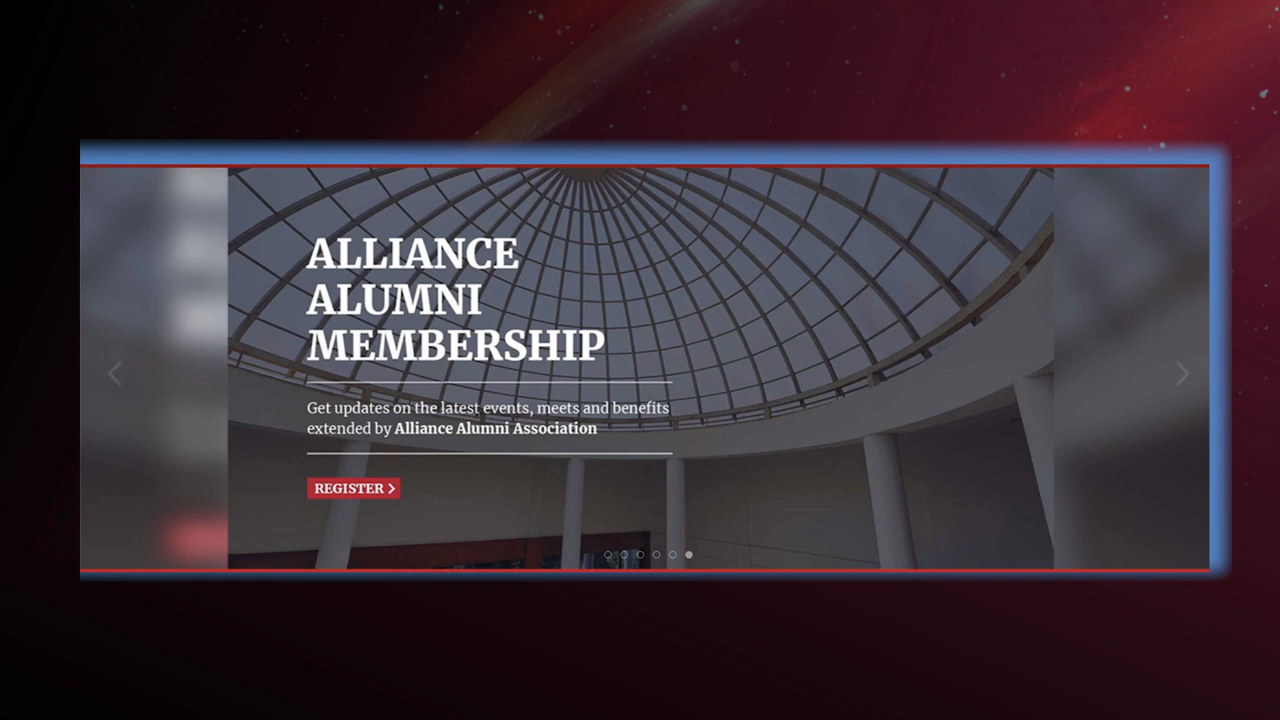 ALLIANCE
ALUMNI
MEMBERSHIP
Get updates on the latest events, meets and benefits
extended by Alliance Alumni Association
REGISTER